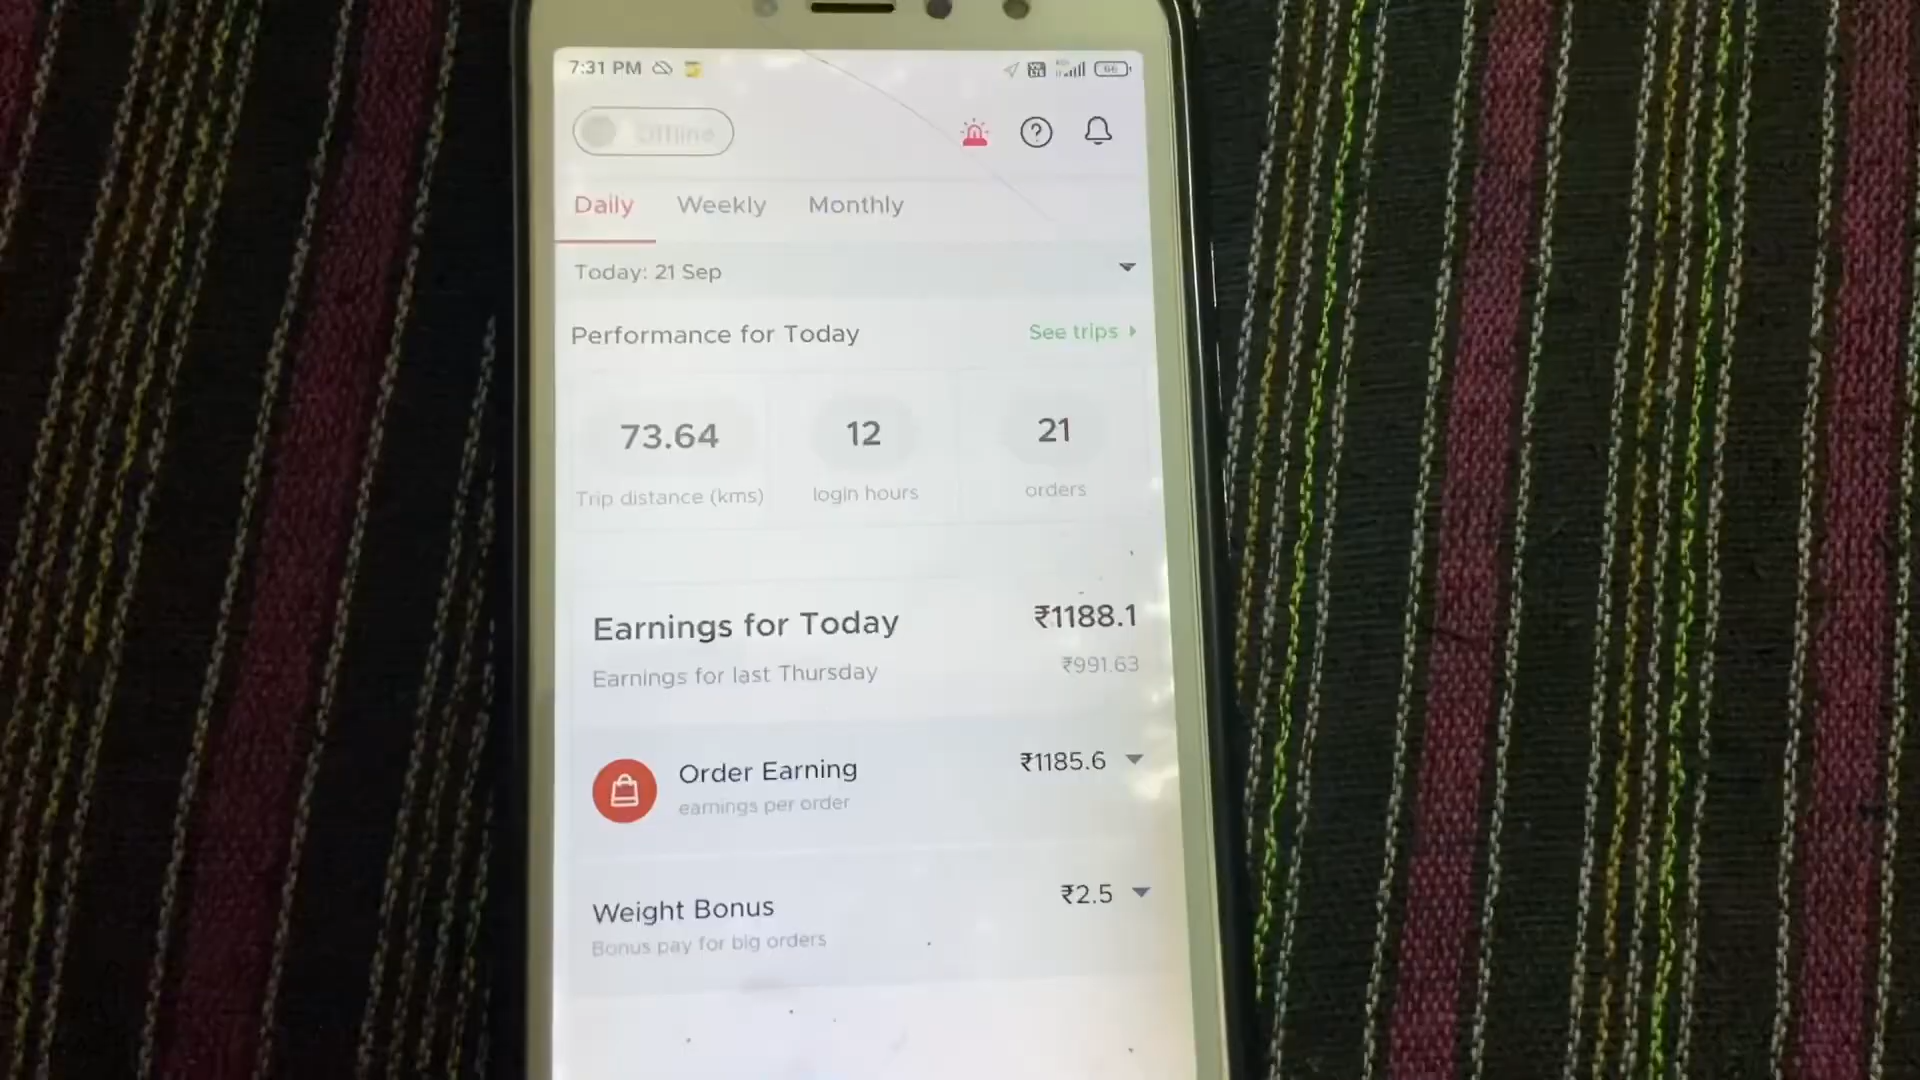 7:31 PM
66
Offline
Daily Weekly Monthly
Today: 21 Sep
Performance for Today See trips
73.64 12 21
Trip distance (kms) login hours orders
Earnings for Today ₹1188.1
Earnings for last Thursday ₹991.63
Order Earning ₹1185.6
earnings per order
Weight Bonus ₹2.5
Bonus pay for big orders